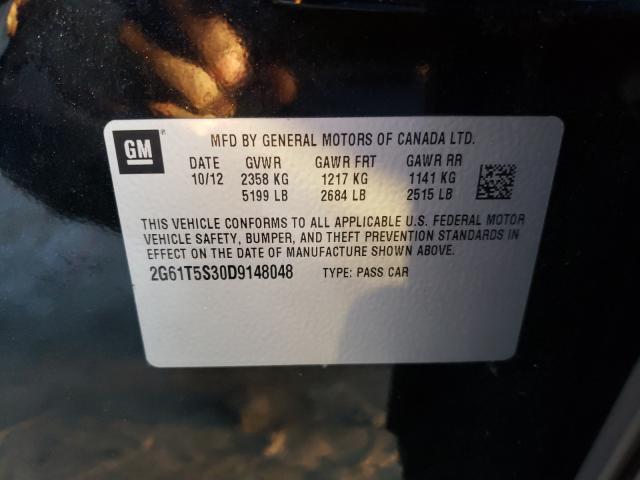 GM
MFD BY GENERAL MOTORS OF CANADA LTD.
DATE GVWR GAWR FRT GAWR RR
10/12 2358 KG 1217 KG 1141 KG
5199 LB 2684 LB 2515 LB
THIS VEHICLE CONFORMS TO ALL APPLICABLE U.S. FEDERAL MOTOR
VEHICLE SAFETY, BUMPER, AND THEFT PREVENTION STANDARDS IN
EFFECT ON THE DATE OF MANUFACTURE SHOWN ABOVE.
2G61T5S30D9148048 TYPE: PASS CAR